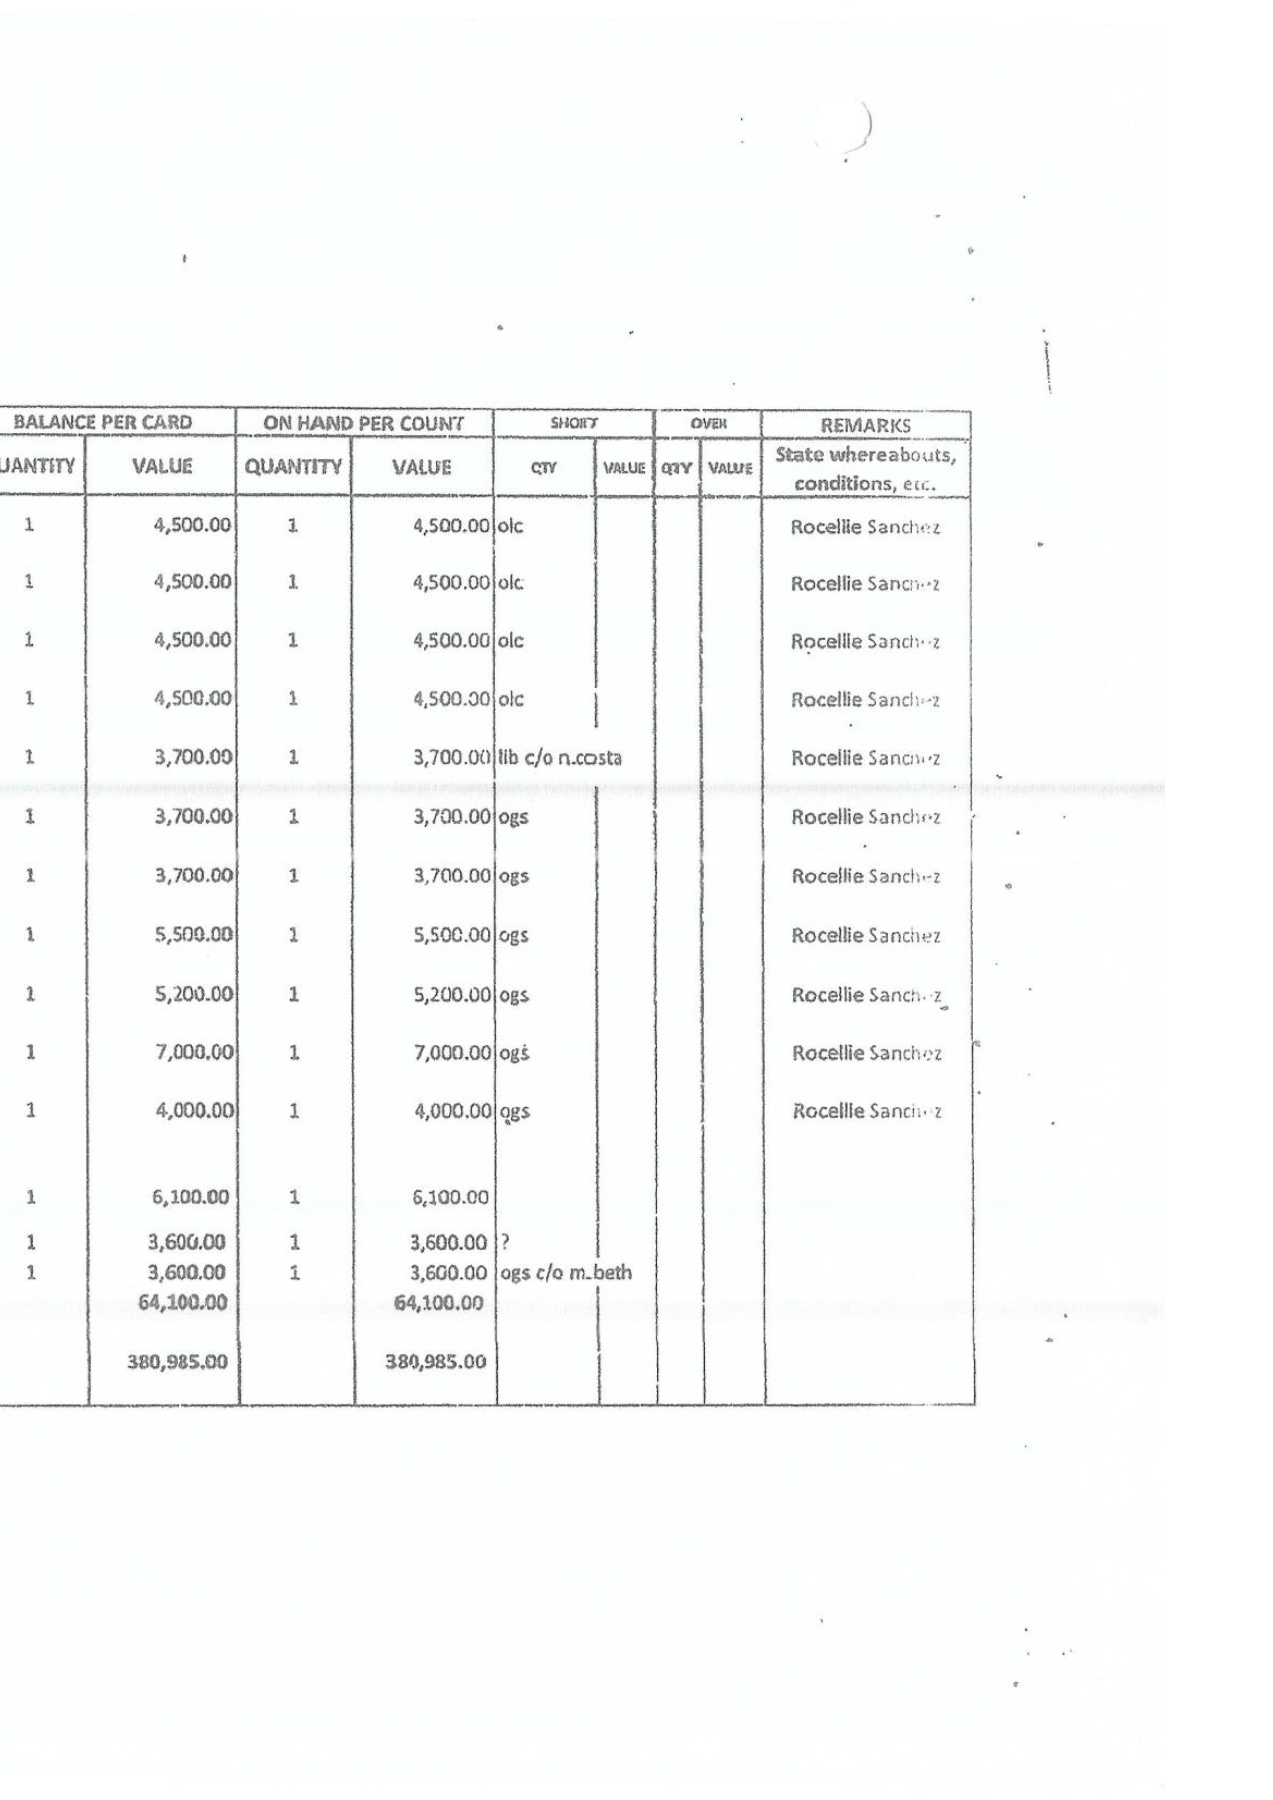 BALANCE PER CARD ON HAND PER COUNT SHORT OVER REMARKS
UANTITY VALUE QUANTITY VALUE QTY VALUE QTY VALUE State whereabouts, conditions, etc.
1 4,500.00 1 4,500.00 olc Rocellie Sanchez
1 4,500.00 1 4,500.00 olc Rocellie Sanchez
1 4,500.00 1 4,500.00 olc Rocellie Sanchez
1 4,500.00 1 4,500.00 olc Rocellie Sanchez
1 3,700.00 1 3,700.00 lib c/o n.costa Rocellie Sanchez
1 3,700.00 1 3,700.00 ogs Rocellie Sanchez
1 3,700.00 1 3,700.00 ogs Rocellie Sanchez
1 5,500.00 1 5,500.00 ogs Rocellie Sanchez
1 5,200.00 1 5,200.00 ogs Rocellie Sanchez
1 7,000.00 1 7,000.00 ogs Rocellie Sanchez
1 4,000.00 1 4,000.00 ogs Rocellie Sanchez
1 6,100.00 1 6,100.00
1 3,600.00 1 3,600.00 ?
1 3,600.00 1 3,600.00 ogs c/o m.beth
64,100.00 64,100.00
380,985.00 380,985.00